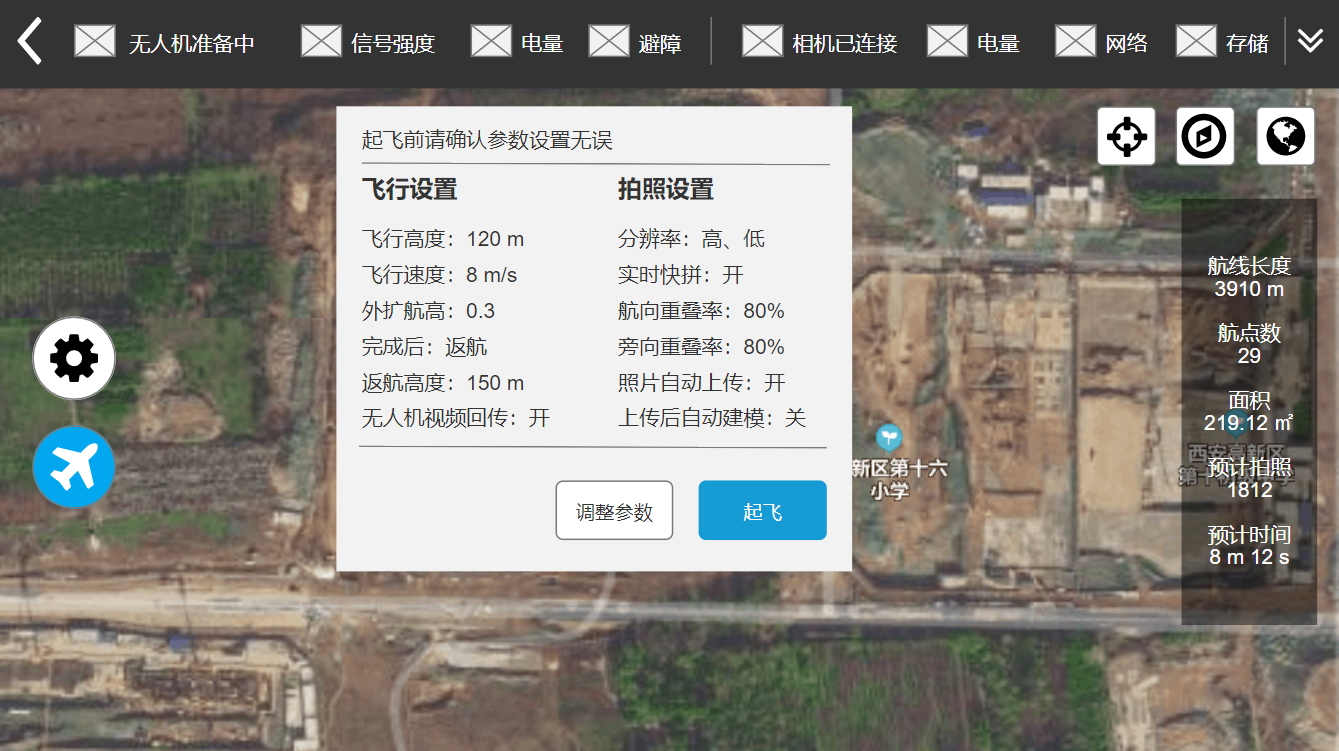 无人机准备中 信号强度 电量 避障 相机已连接 电量 网络 存储
起飞前请确认参数设置无误
飞行设置
飞行高度：120 m
飞行速度：8 m/s
外扩航高：0.3
完成后：返航
返航高度：150 m
无人机视频回传：开
拍照设置
分辨率：高、低
实时快拼：开
航向重叠率：80%
旁向重叠率：80%
照片自动上传：开
上传后自动建模：关
调整参数 起飞
新区第十六
小学
航线长度
3910 m
航点数
29
面积
219.12 ㎡
西安高新区
预计拍照
1812
预计时间
8 m 12 s